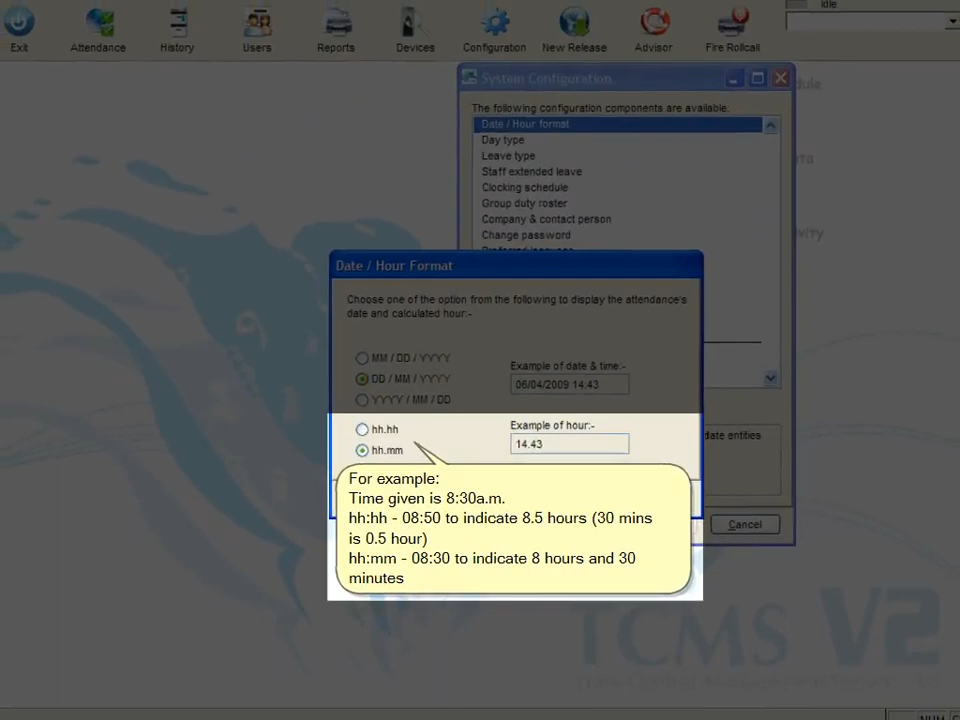 Idle
Exit
Attendance
History
Users
Reports
Devices
Configuration
New Release
Advisor
Fire Rollcall
System Configuration
The following configuration components are available:
Date / Hour format
Day type
Leave type
Staff extended leave
Clocking schedule
Group duty roster
Company & contact person
Change password
Date / Hour Format
Choose one of the option from the following to display the attendance's
date and calculated hour:-
MM / DD / YYYY
DD / MM / YYYY
YYYY / MM / DD
Example of date & time:-
06/04/2009 14:43
hh.hh
hh.mm
Example of hour:-
14.43
date entities
Cancel
For example:
Time given is 8:30a.m.
hh:hh - 08:50 to indicate 8.5 hours (30 mins
is 0.5 hour)
hh:mm - 08:30 to indicate 8 hours and 30
minutes
TCMS V2
NUM